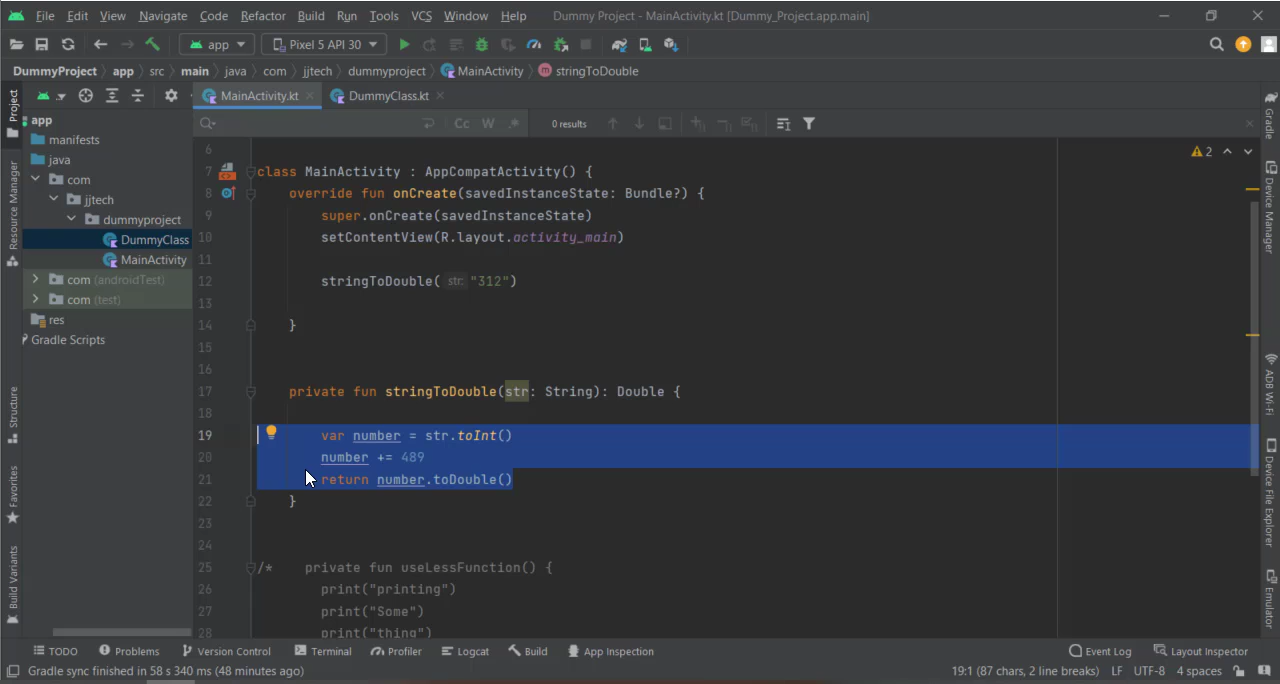 File Edit View Navigate Code Refactor Build Run Tools VCS Window Help Dummy Project - MainActivity.kt [Dummy_Project.app.main]
app Pixel 5 API 30
DummyProject app src main java com jjtech dummyproject MainActivity stringToDouble
Project
Resource Manager
Structure
Favorites
Build Variants
app
manifests
java
com
jjtech
dummyproject
DummyClass
MainActivity
com (androidTest)
com (test)
res
Gradle Scripts
MainActivity.kt DummyClass.kt
Cc W .* 0 results
2
6
7 class MainActivity : AppCompatActivity() {
8 override fun onCreate(savedInstanceState: Bundle?) {
9 super.onCreate(savedInstanceState)
10 setContentView(R.layout.activity_main)
11
12 stringToDouble( str: "312")
13
14 }
15
16
17 private fun stringToDouble(str: String): Double {
18
19 var number = str.toInt()
20 number += 489
21 return number.toDouble()
22 }
23
24
25 /* private fun useLessFunction() {
26 print("printing")
27 print("Some")
28 print("thing")
Gradle
Device Manager
ADB Wi-Fi
Device File Explorer
Emulator
TODO Problems Version Control Terminal Profiler Logcat Build App Inspection Event Log Layout Inspector
Gradle sync finished in 58 s 340 ms (48 minutes ago) 19:1 (87 chars, 2 line breaks) LF UTF-8 4 spaces